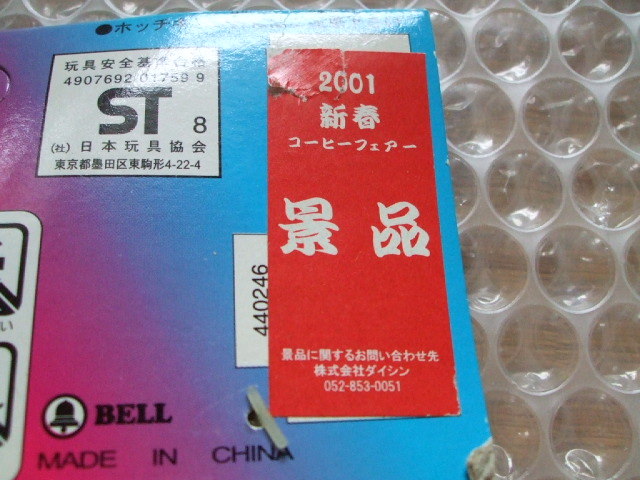 ●ホッチ
玩具安全基準合格
4907692 01759 9
ST 8
(社)日本玩具協会
東京都墨田区東駒形4-22-4
2001
新春
コーヒーフェアー
景品
景品に関するお問い合わせ先
株式会社ダイシン
052-853-0051
440246
い
BELL
MADE IN CHINA